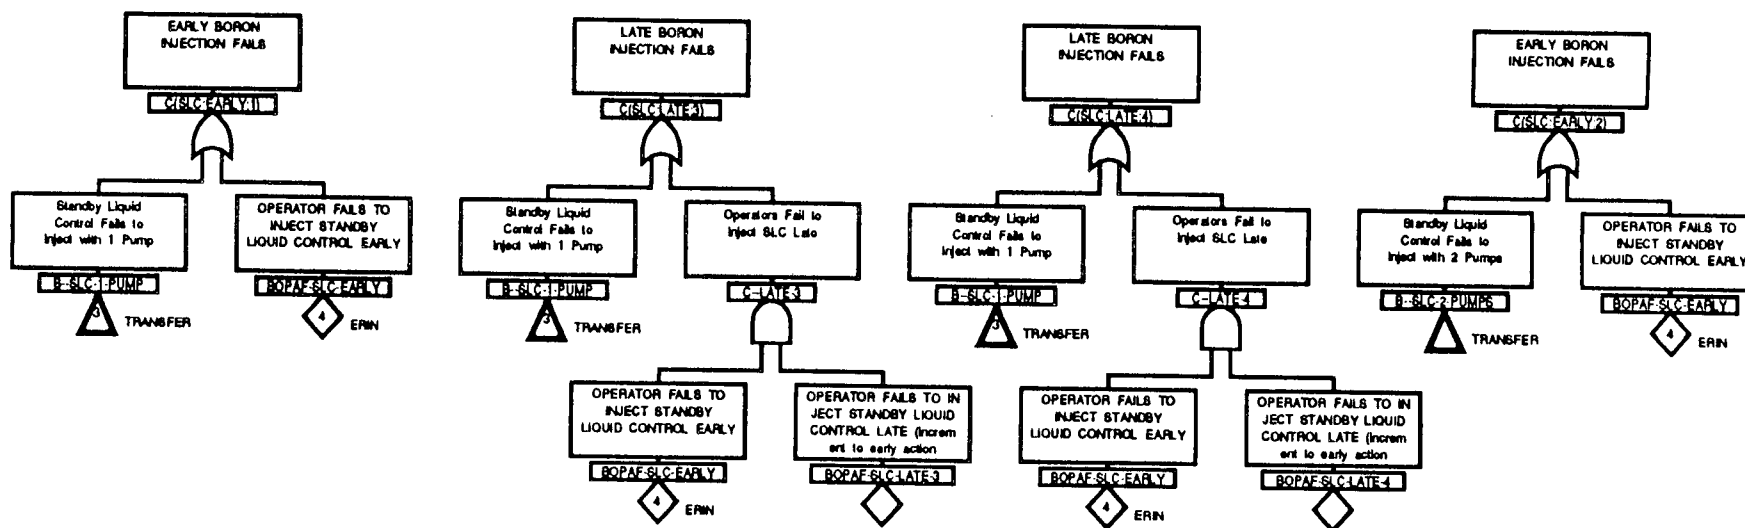 EARLY BORON
INJECTION FAILS
C(SLC-EARLY-1)
Standby Liquid
Control Fails to
Inject with 1 Pump
B--SLC-1-PUMP
3
TRANSFER
OPERATOR FAILS TO
INJECT STANDBY
LIQUID CONTROL EARLY
BOPAF-SLC-EARLY
4
ERIN
LATE BORON
INJECTION FAILS
C(SLC-LATE-3)
Standby Liquid
Control Fails to
Inject with 1 Pump
B--SLC-1-PUMP
3
TRANSFER
Operators Fail to
Inject SLC Late
C--LATE-3
OPERATOR FAILS TO
INJECT STANDBY
LIQUID CONTROL EARLY
BOPAF-SLC-EARLY
4
ERIN
OPERATOR FAILS TO IN
JECT STANDBY LIQUID
CONTROL LATE (Increm
ent to early action
BOPAF-SLC-LATE-3
LATE BORON
INJECTION FAILS
C(SLC-LATE-4)
Standby Liquid
Control Fails to
Inject with 1 Pump
B--SLC-1-PUMP
3
TRANSFER
Operators Fail to
Inject SLC Late
C--LATE-4
OPERATOR FAILS TO
INJECT STANDBY
LIQUID CONTROL EARLY
BOPAF-SLC-EARLY
4
ERIN
OPERATOR FAILS TO IN
JECT STANDBY LIQUID
CONTROL LATE (Increm
ent to early action
BOPAF-SLC-LATE-4
EARLY BORON
INJECTION FAILS
C(SLC-EARLY-2)
Standby Liquid
Control Fails to
Inject with 2 Pumps
B--SLC-2-PUMPS
TRANSFER
OPERATOR FAILS TO
INJECT STANDBY
LIQUID CONTROL EARLY
BOPAF-SLC-EARLY
4
ERIN